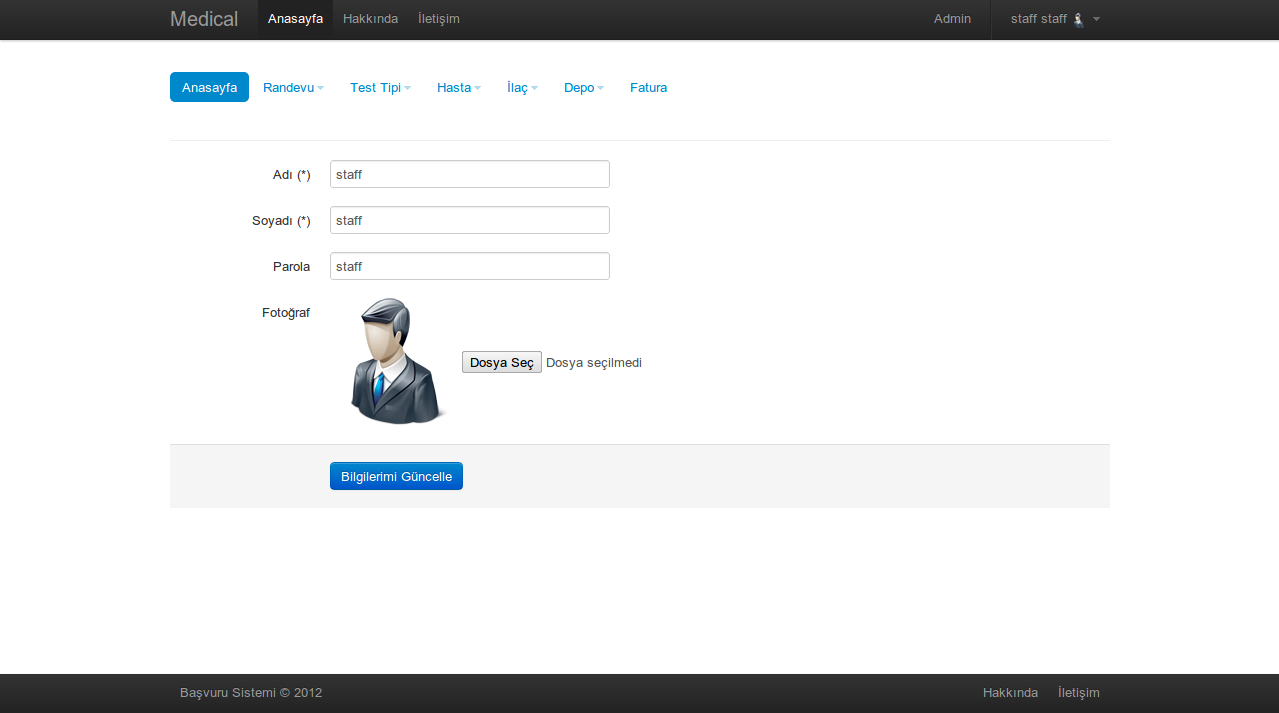 Medical Anasayfa Hakkında İletişim Admin staff staff
Anasayfa Randevu Test Tipi Hasta İlaç Depo Fatura
Adı (*) staff
Soyadı (*) staff
Parola staff
Fotoğraf
Dosya Seç Dosya seçilmedi
Bilgilerimi Güncelle
Başvuru Sistemi © 2012 Hakkında İletişim